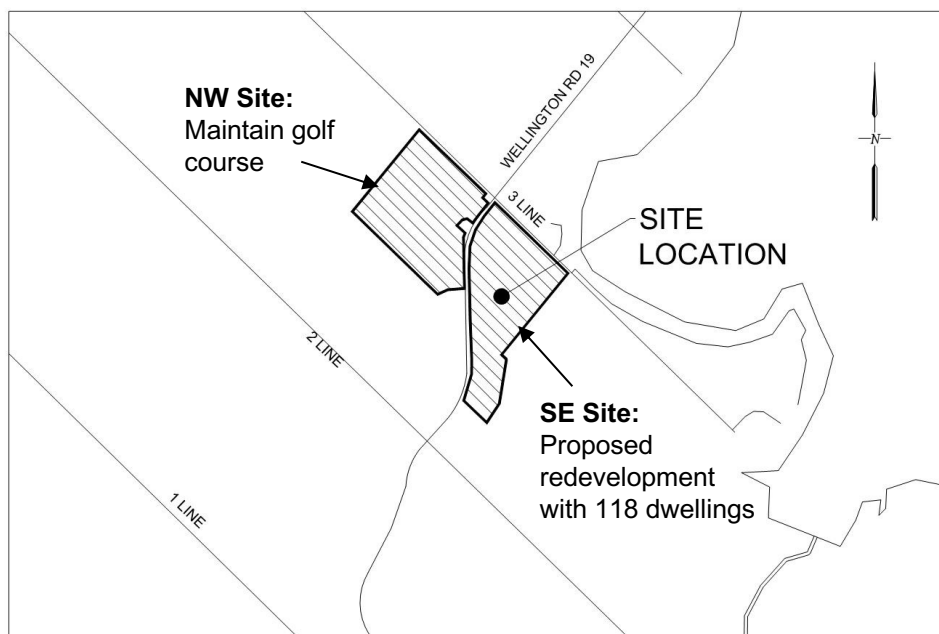 NW Site:
Maintain golf
course
WELLINGTON RD 19
N
3 LINE
SITE
LOCATION
2 LINE
SE Site:
Proposed
redevelopment
with 118 dwellings
1 LINE